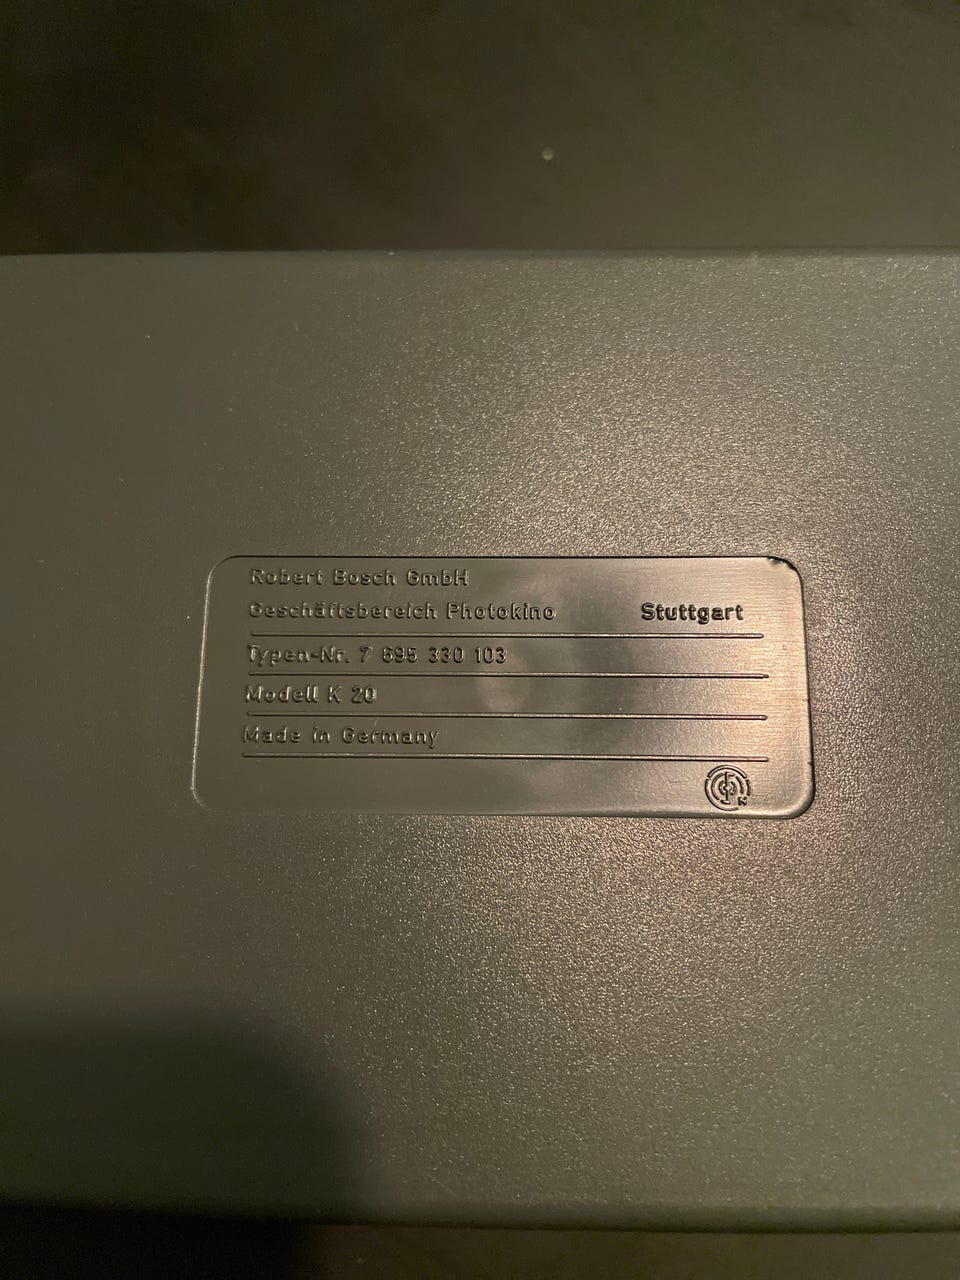 Robert Bosch GmbH
Geschäftsbereich Photokino Stuttgart
Typen-Nr. 7 695 330 103
Modell K 20
Made in Germany
N